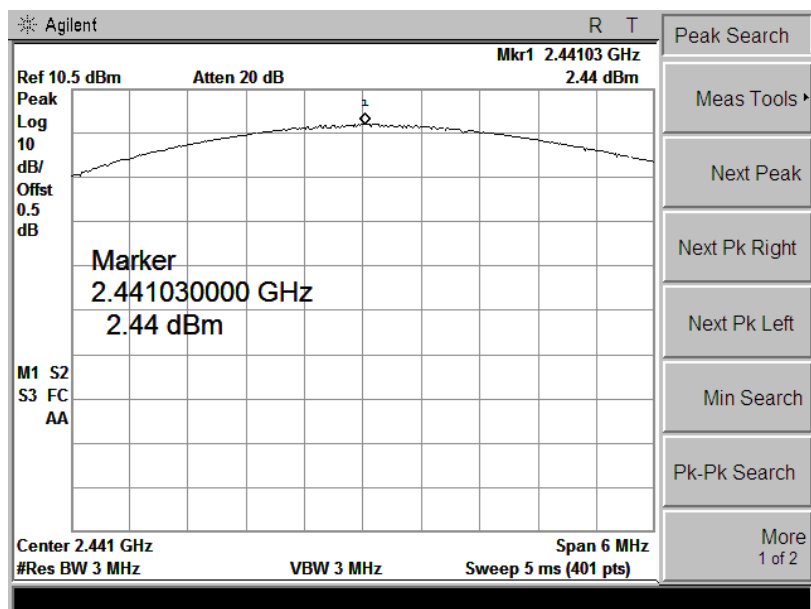 Agilent R T
Mkr1 2.44103 GHz
Ref 10.5 dBm Atten 20 dB 2.44 dBm
Peak
Log
10
dB/
Offst
0.5
dB
1
Marker
2.441030000 GHz
2.44 dBm
M1 S2
S3 FC
AA
Center 2.441 GHz Span 6 MHz
#Res BW 3 MHz VBW 3 MHz Sweep 5 ms (401 pts)
Peak Search
Meas Tools
Next Peak
Next Pk Right
Next Pk Left
Min Search
Pk-Pk Search
More
1 of 2